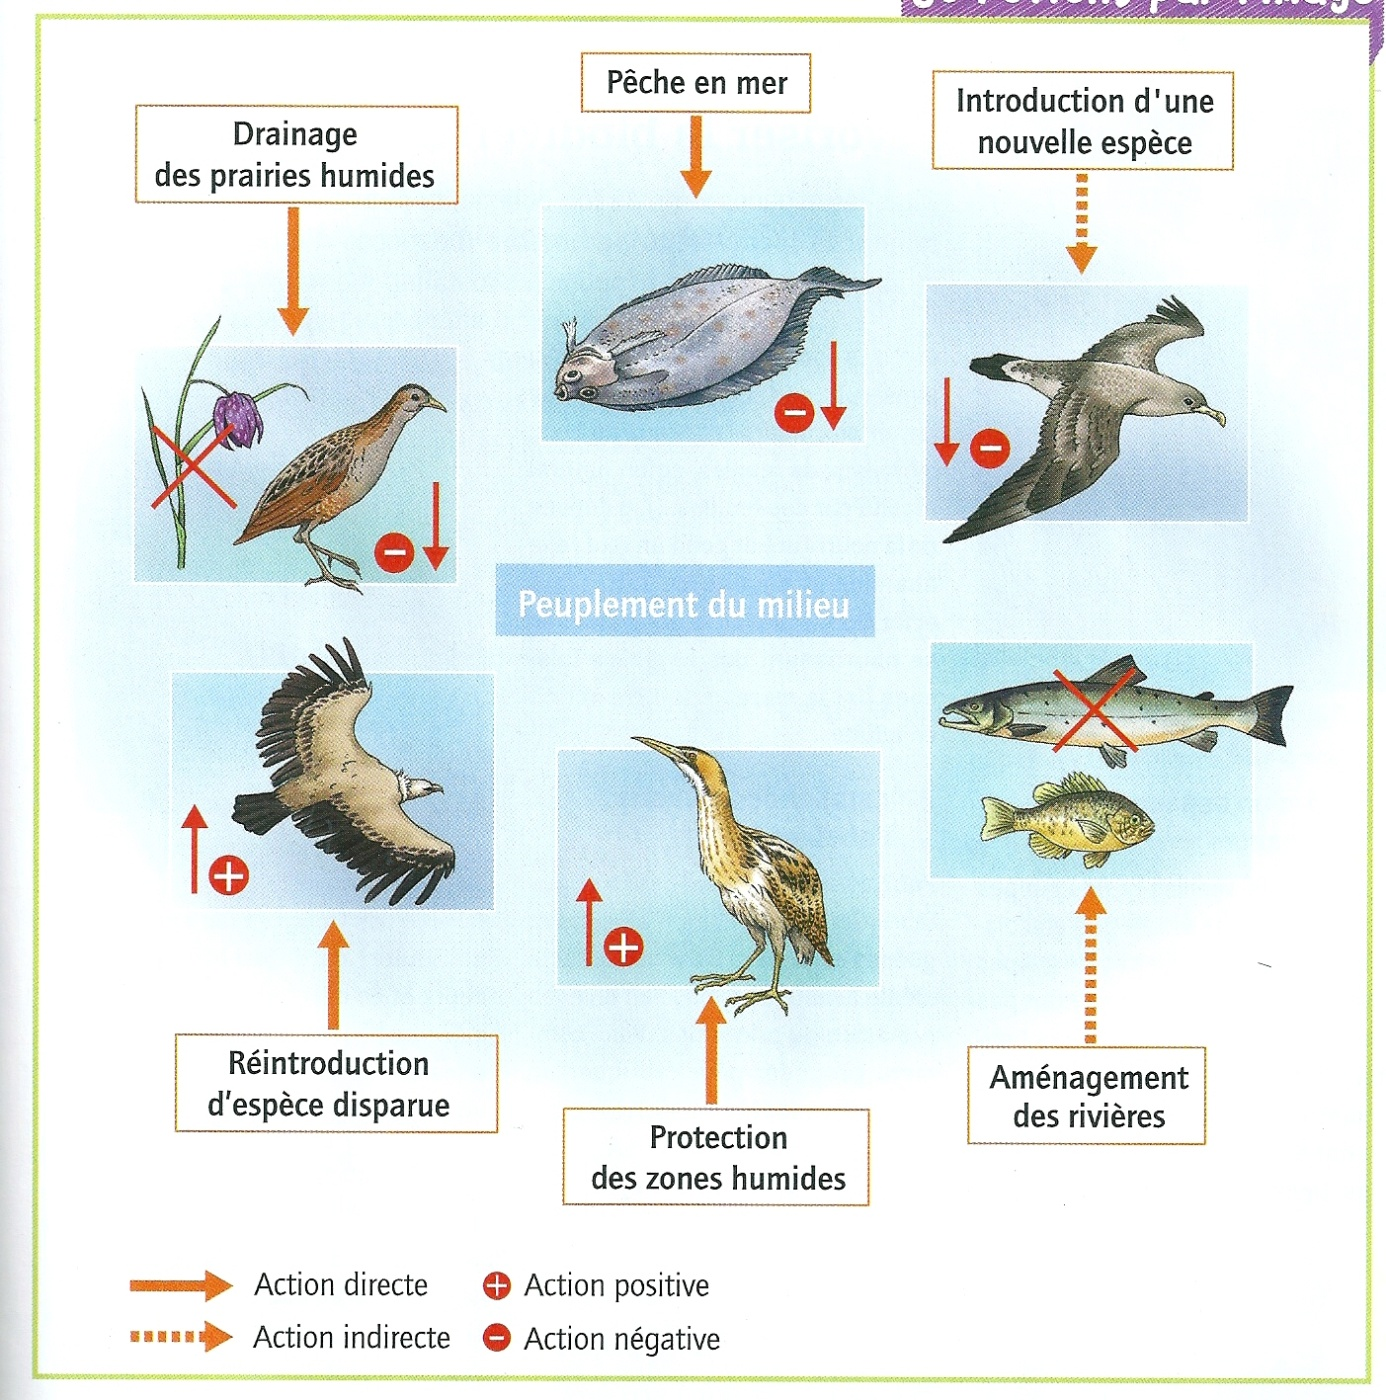 Pêche en mer
Introduction d'une
nouvelle espèce
Drainage
des prairies humides
Peuplement du milieu
Réintroduction
d'espèce disparue
Protection
des zones humides
Aménagement
des rivières
Action directe
Action positive
Action indirecte
Action négative